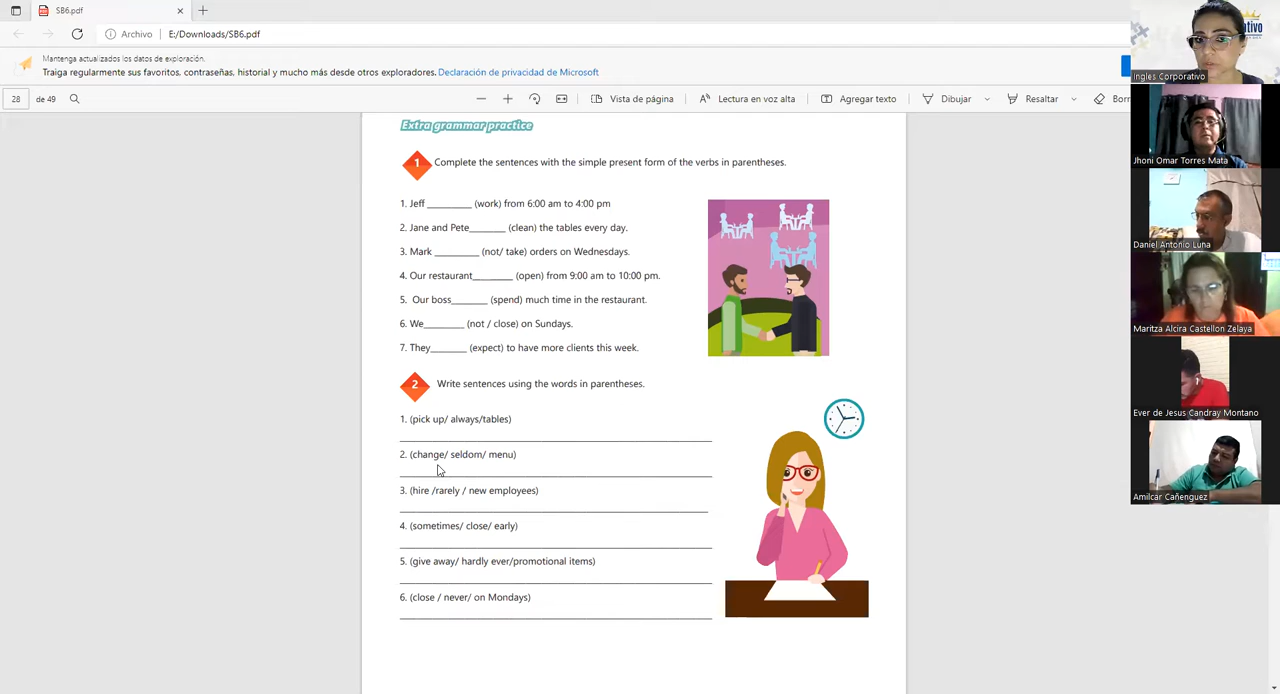 SB6.pdf
Archivo
E:/Downloads/SB6.pdf
Mantenga actualizados los datos de exploración.
Traiga regularmente sus favoritos, contraseñas, historial y mucho más desde otros exploradores. Declaración de privacidad de Microsoft
28 de 49
Vista de página
Lectura en voz alta
Agregar texto
Dibujar
Resaltar
Borr
Extra grammar practice
1 Complete the sentences with the simple present form of the verbs in parentheses.
1. Jeff __________ (work) from 6:00 am to 4:00 pm
2. Jane and Pete________ (clean) the tables every day.
3. Mark __________ (not/ take) orders on Wednesdays.
4. Our restaurant_________ (open) from 9:00 am to 10:00 pm.
5. Our boss________ (spend) much time in the restaurant.
6. We_________ (not / close) on Sundays.
7. They________ (expect) to have more clients this week.
2 Write sentences using the words in parentheses.
1. (pick up/ always/tables)
2. (change/ seldom/ menu)
3. (hire /rarely / new employees)
4. (sometimes/ close/ early)
5. (give away/ hardly ever/promotional items)
6. (close / never/ on Mondays)
ativo
Ingles Corporativo
Jhoni Omar Torres Mata
Daniel Antonio Luna
Maritza Alcira Castellon Zelaya
Ever de Jesus Candray Montano
Amilcar Cañenguez